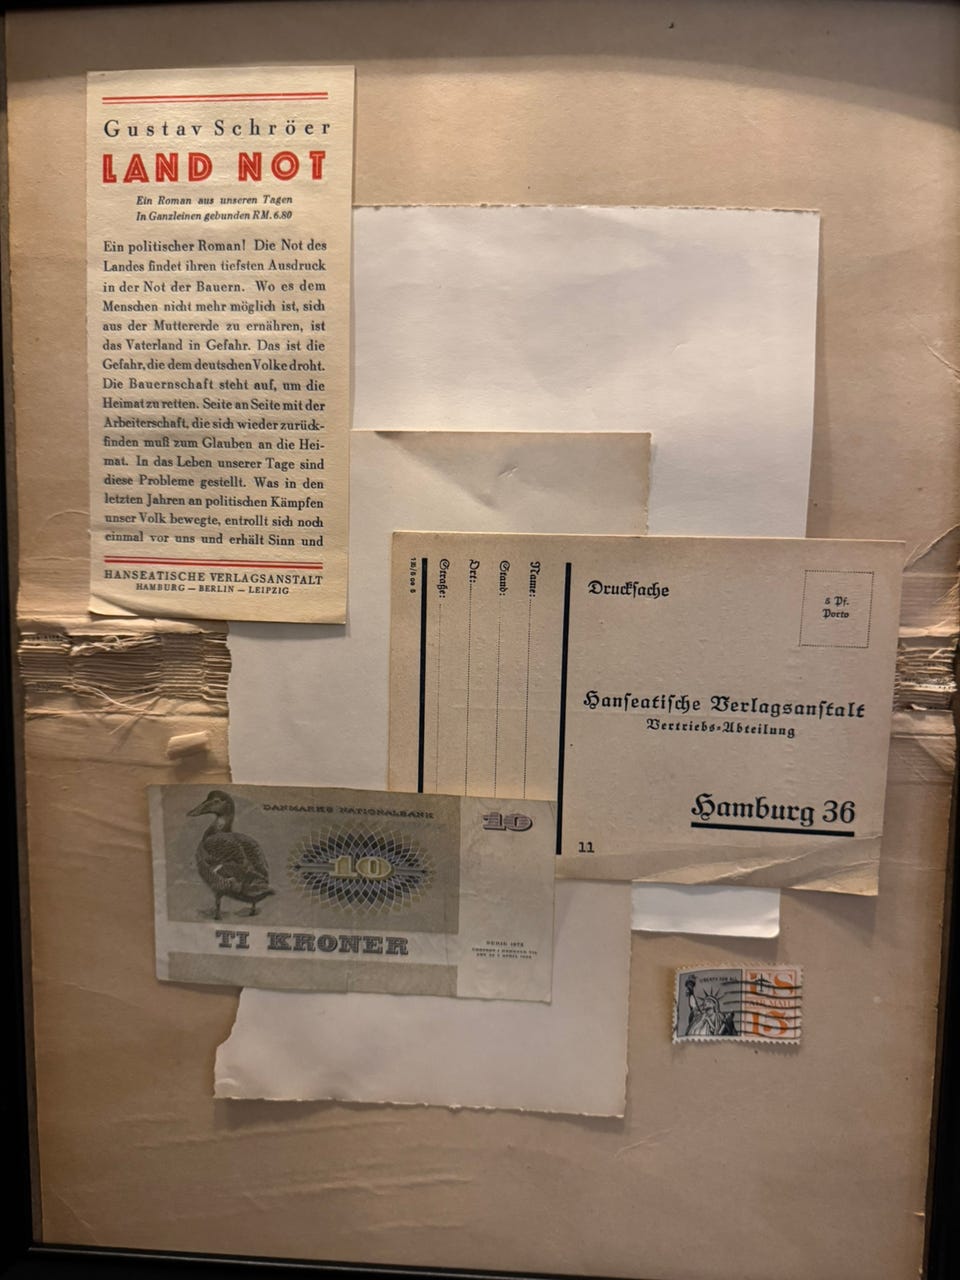 Gustav Schröer
LAND NOT
Ein Roman aus unseren Tagen
In Ganzleinen gebunden RM. 6.80
Ein politischer Roman! Die Not des
Landes findet ihren tiefsten Ausdruck
in der Not der Bauern. Wo es dem
Menschen nicht mehr möglich ist, sich
aus der Muttererde zu ernähren, ist
das Vaterland in Gefahr. Das ist die
Gefahr, die dem deutschen Volke droht.
Die Bauernschaft steht auf, um die
Heimat zu retten. Seite an Seite mit der
Arbeiterschaft, die sich wieder zurück-
finden muß zum Glauben an die Hei-
mat. In das Leben unserer Tage sind
diese Probleme gestellt. Was in den
letzten Jahren an politischen Kämpfen
unser Volk bewegte, entrollt sich noch
einmal vor uns und erhält Sinn und
HANSEATISCHE VERLAGSANSTALT
HAMBURG — BERLIN — LEIPZIG
Name:
Stand:
Ort:
Straße:
Drucksache
Pf.
Porto
Hanseatische Verlagsanstalt
Vertriebs-Abteilung
Hamburg 36
11
DANMARKS NATIONALBANK
10
10
TI KRONER
LIBERTY FOR ALL
US
AIR MAIL
15